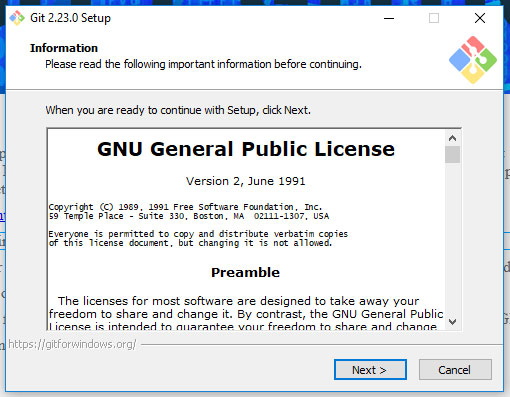 Git 2.23.0 Setup
Information
Please read the following important information before continuing.
When you are ready to continue with Setup, click Next.
GNU General Public License
Version 2, June 1991
Copyright (C) 1989, 1991 Free Software Foundation, Inc.
59 Temple Place - Suite 330, Boston, MA  02111-1307, USA
Everyone is permitted to copy and distribute verbatim copies
of this license document, but changing it is not allowed.
Preamble
The licenses for most software are designed to take away your
freedom to share and change it. By contrast, the GNU General Public
License is intended to guarantee your freedom to share and change
https://gitforwindows.org/
Next >
Cancel